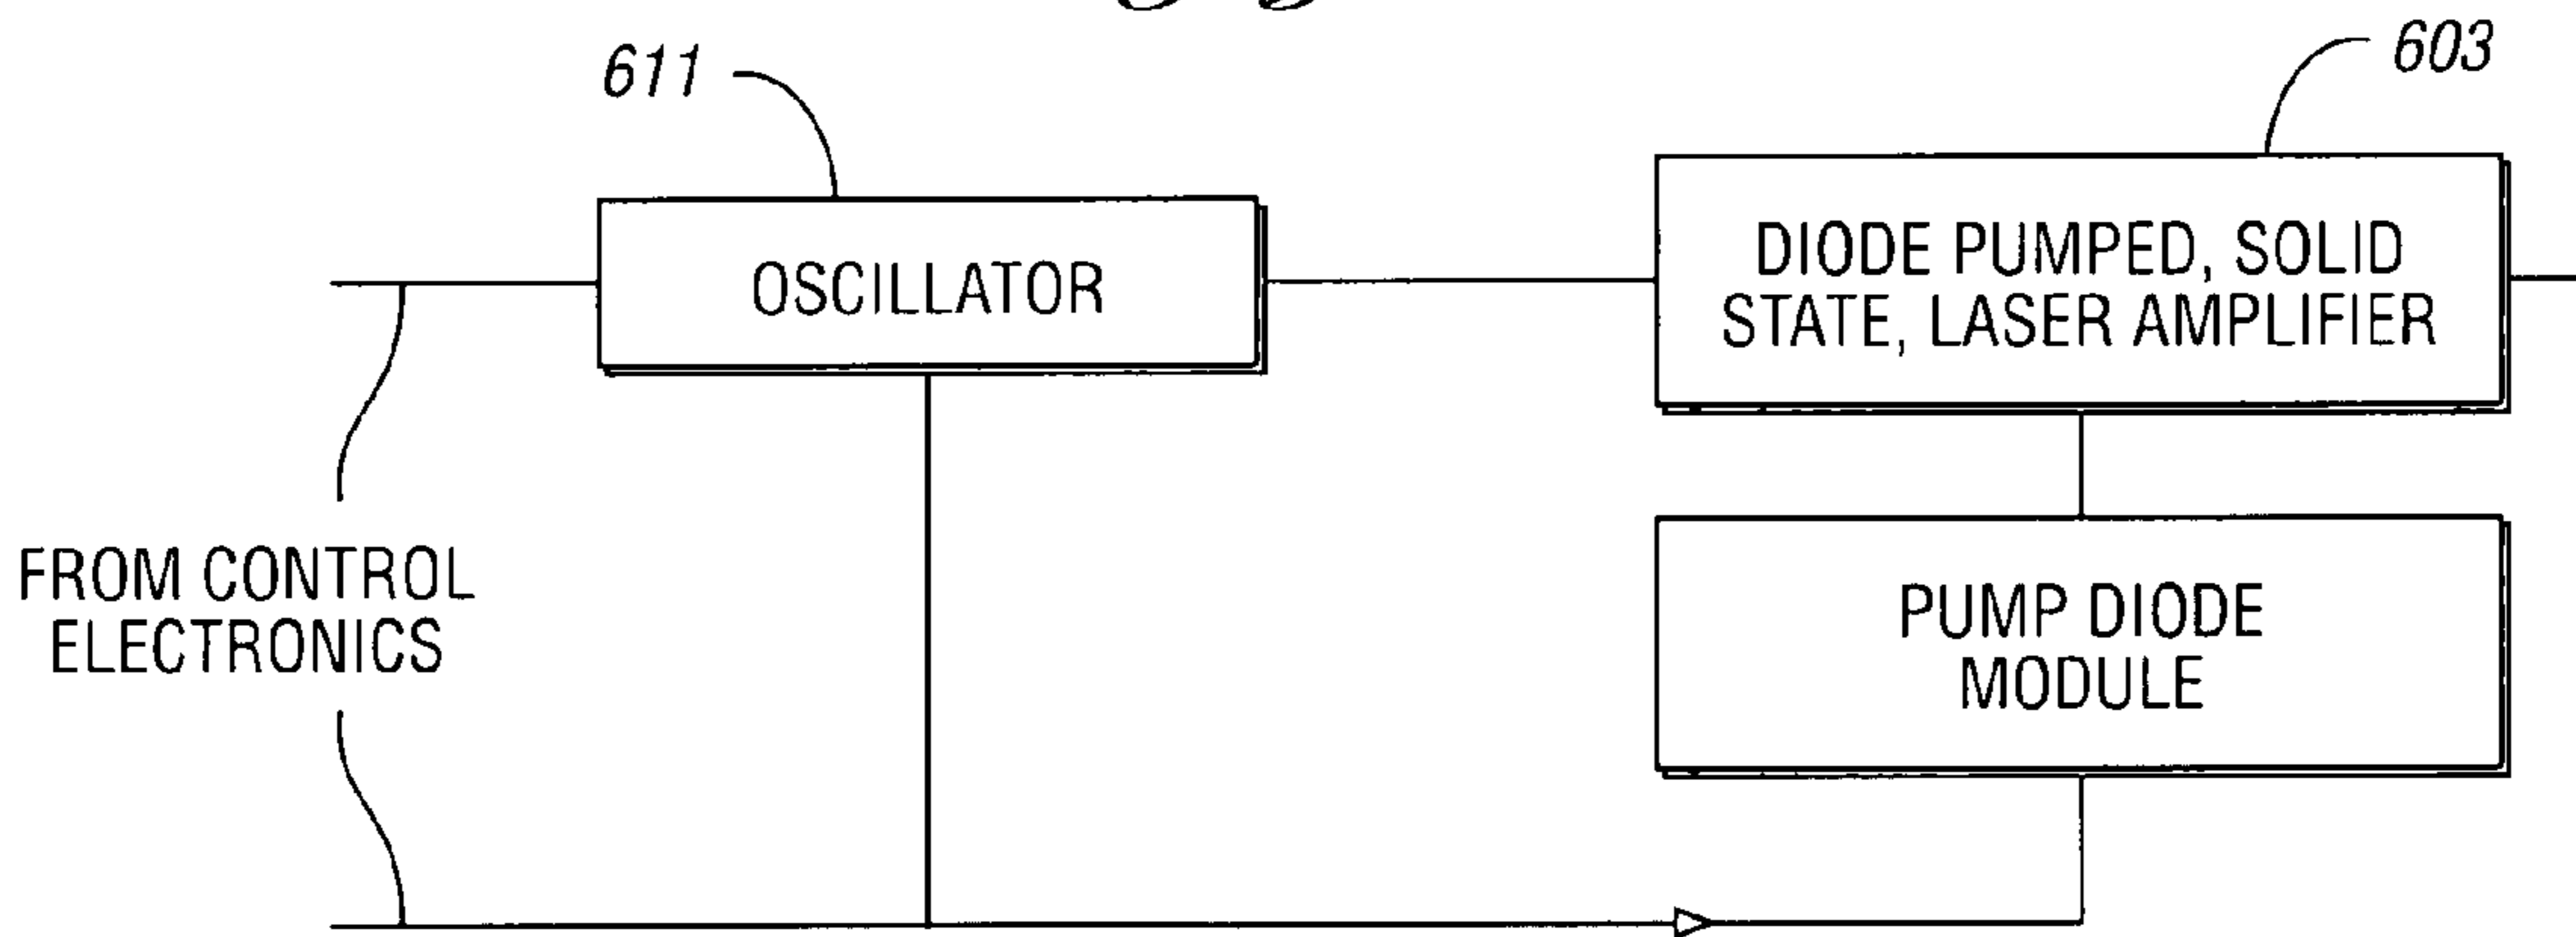 611
603
OSCILLATOR
DIODE PUMPED, SOLID
STATE, LASER AMPLIFIER
FROM CONTROL
ELECTRONICS
PUMP DIODE
MODULE